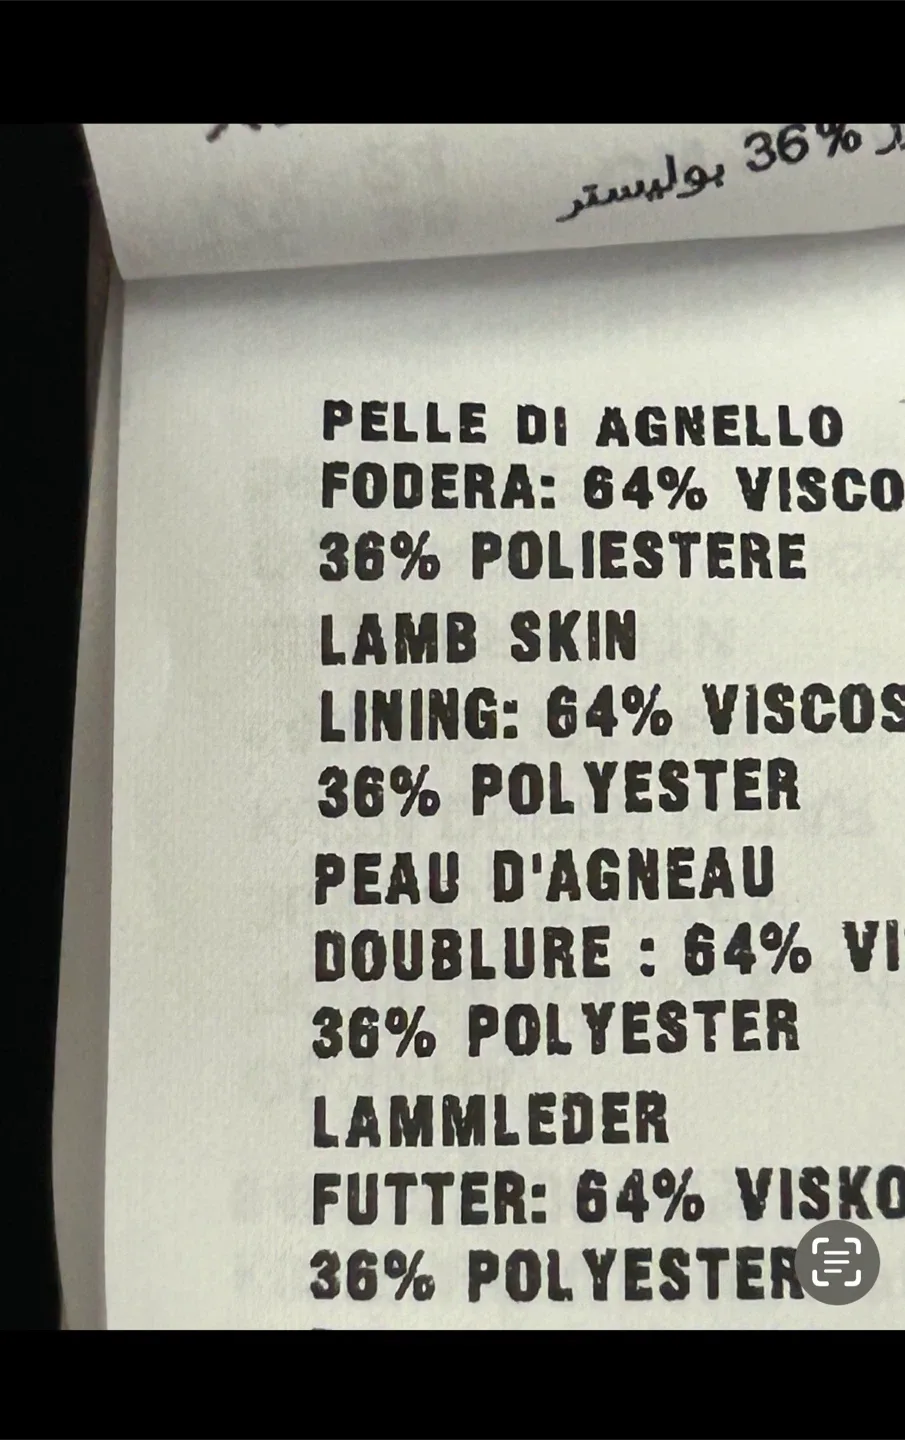 36% بوليستر
PELLE DI AGNELLO
FODERA: 64% VISCO
36% POLIESTERE
LAMB SKIN
LINING: 64% VISCOS
36% POLYESTER
PEAU D'AGNEAU
DOUBLURE : 64% VI
36% POLYESTER
LAMMLEDER
FUTTER: 64% VISKO
36% POLYESTER